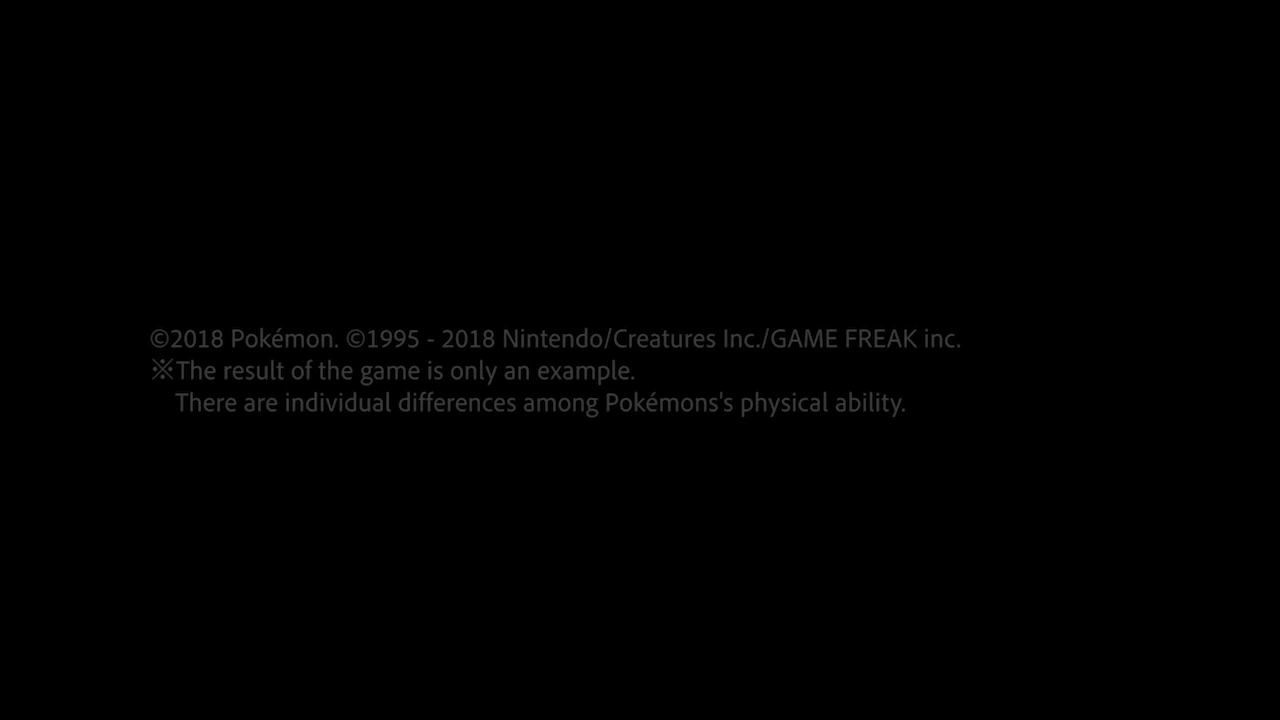 ©2018 Pokémon. ©1995 - 2018 Nintendo/Creatures Inc./GAME FREAK inc.
※The result of the game is only an example.
There are individual differences among Pokémons's physical ability.